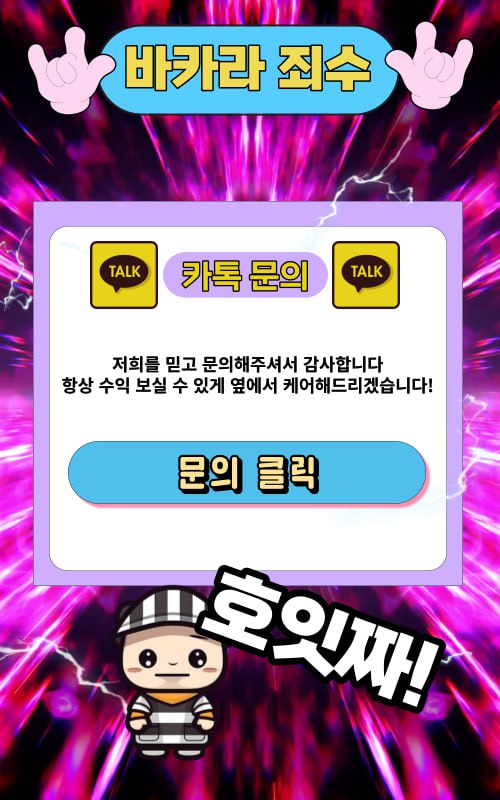 바카라 죄수
TALK
카톡 문의
TALK
저희를 믿고 문의해주셔서 감사합니다
항상 수익 보실 수 있게 옆에서 케어해드리겠습니다!
문의 클릭
호잇짜!